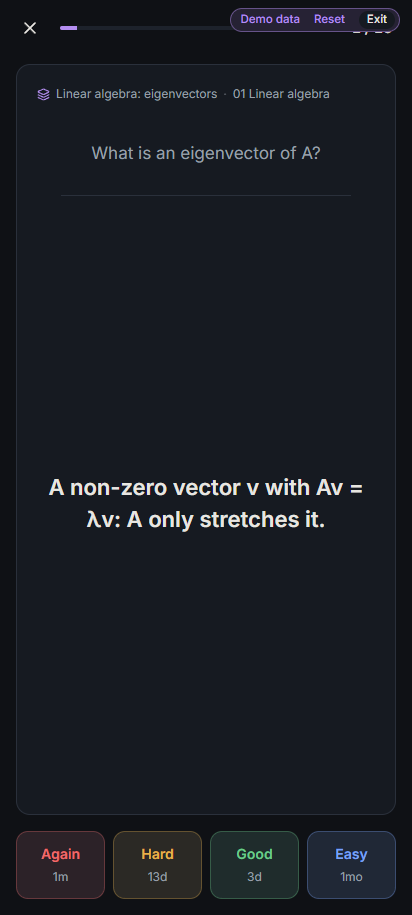 Demo data Reset Exit
Linear algebra: eigenvectors · 01 Linear algebra
What is an eigenvector of A?
A non-zero vector v with Av =
λv: A only stretches it.
Again Hard Good Easy
1m 13d 3d 1mo